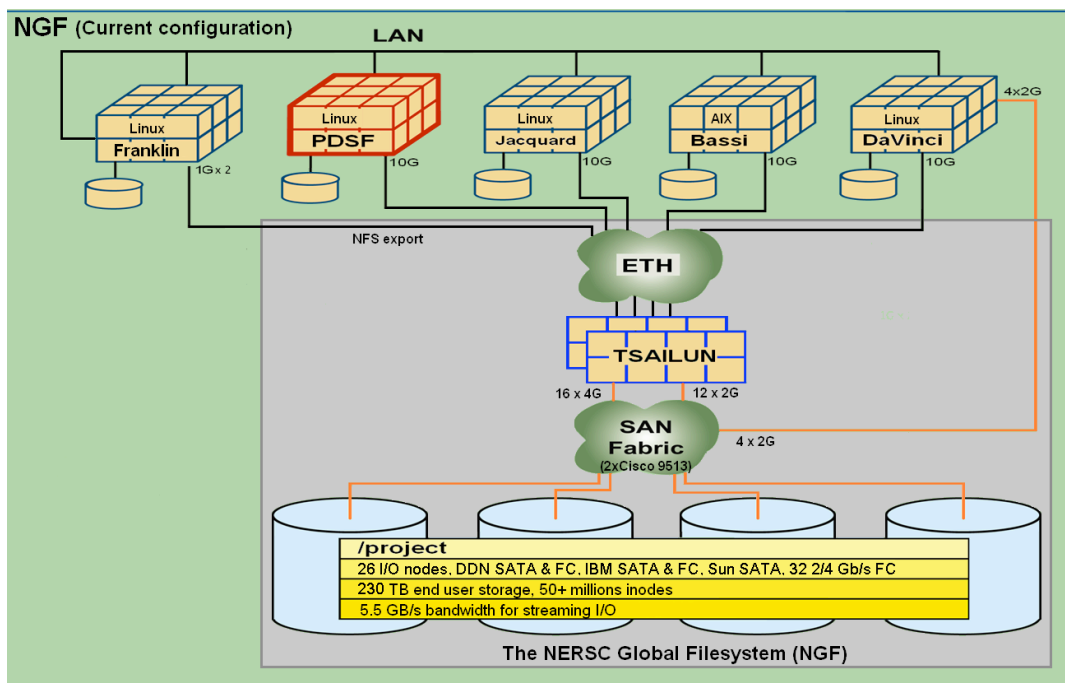 NGF (Current configuration)
LAN
4x2G
Linux
Franklin
1G x 2
Linux
PDSF
10G
Linux
Jacquard
10G
AIX
Bassi
10G
Linux
DaVinci
10G
NFS export
ETH
TSAILUN
16 x 4G
12 x 2G
SAN
Fabric
(2xCisco 9513)
4 x 2G
/project
26 I/O nodes, DDN SATA & FC, IBM SATA & FC, Sun SATA, 32 2/4 Gb/s FC
230 TB end user storage, 50+ millions inodes
5.5 GB/s bandwidth for streaming I/O
The NERSC Global Filesystem (NGF)